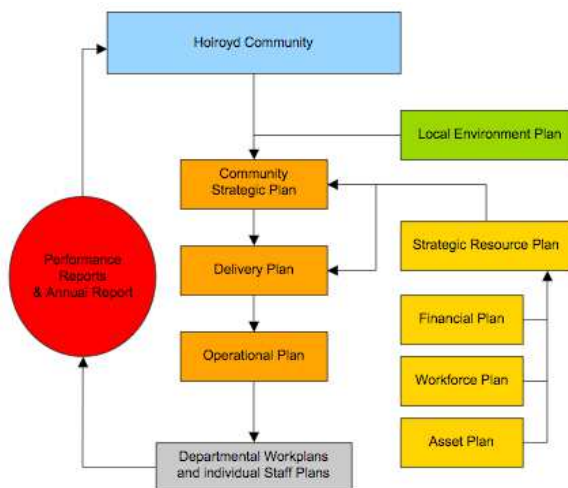 Holroyd Community
Local Environment Plan
Community
Strategic Plan
Performance
Reports
& Annual Report
Delivery Plan
Strategic Resource Plan
Financial Plan
Operational Plan
Workforce Plan
Asset Plan
Departmental Workplans
and individual Staff Plans